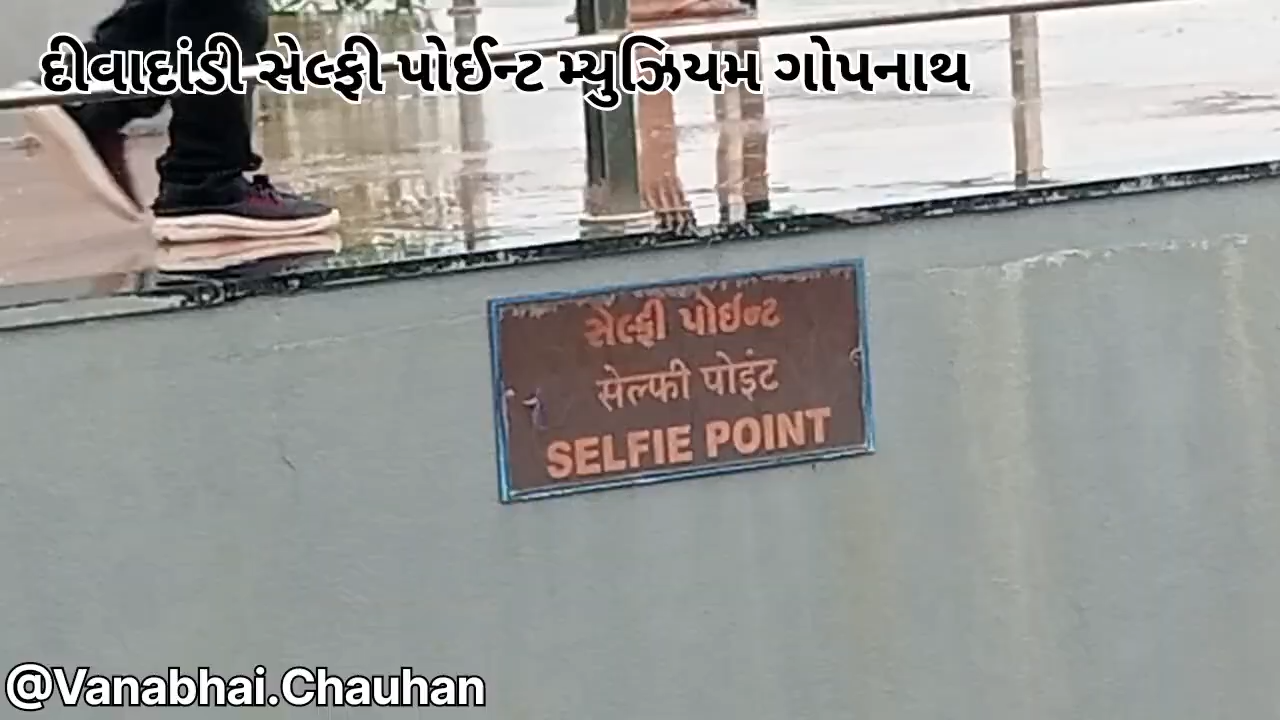 દીવાદાંડી સેલ્ફી પોઈન્ટ મ્યુઝિયમ ગોપનાથ
સેલ્ફી પોઇન્ટ
सेल्फी पोइंट
SELFIE POINT
@Vanabhai.Chauhan